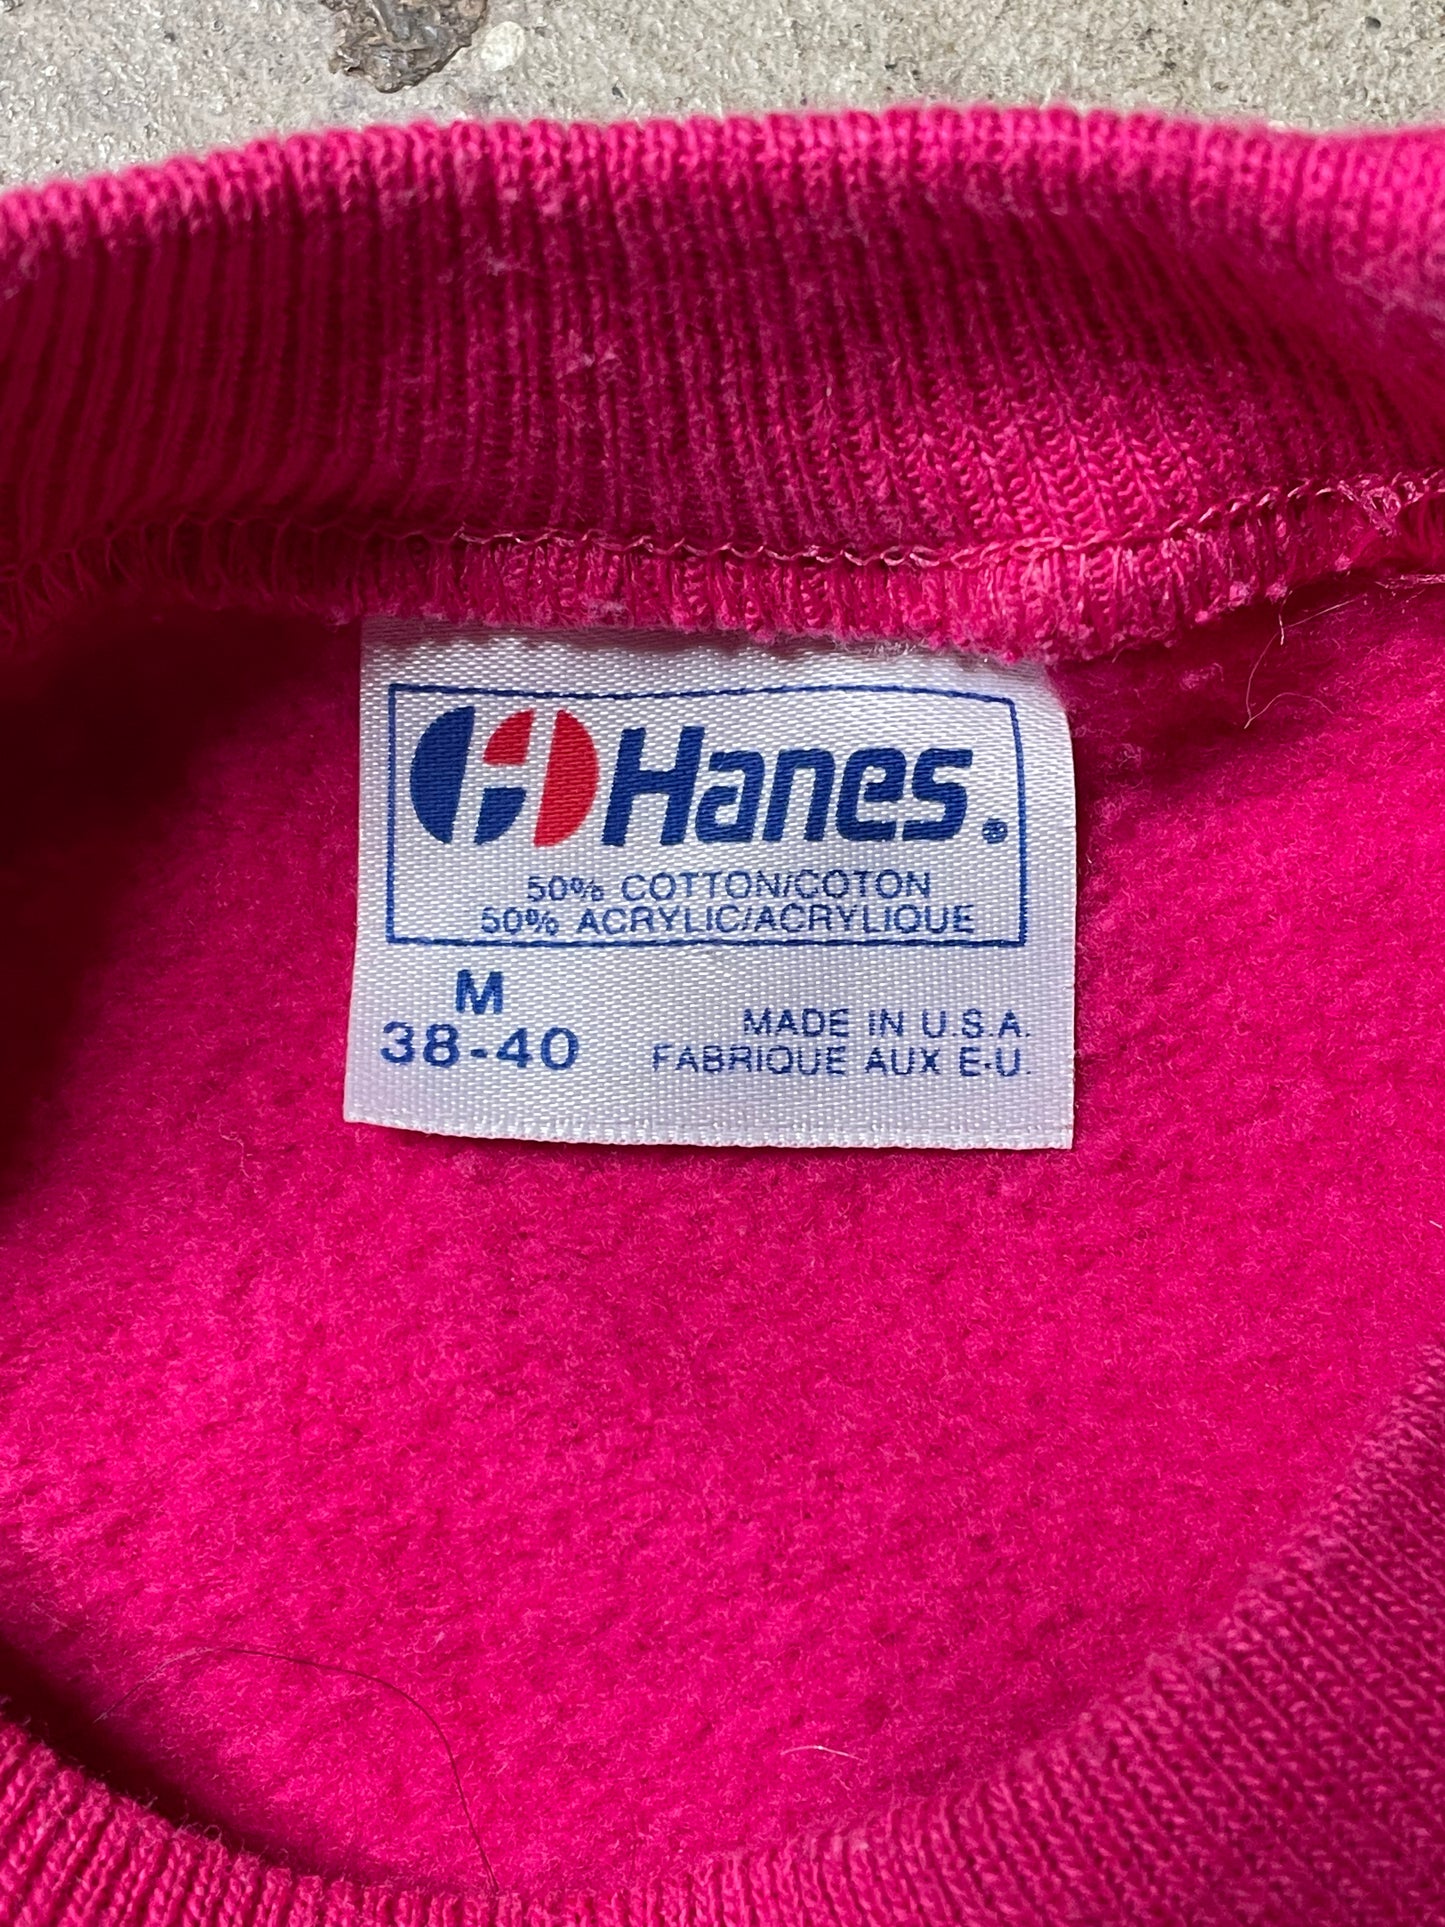 Hanes®
50% COTTON/COTON
50% ACRYLIC/ACRYLIQUE
M
38-40
MADE IN U.S.A.
FABRIQUE AUX E-U.